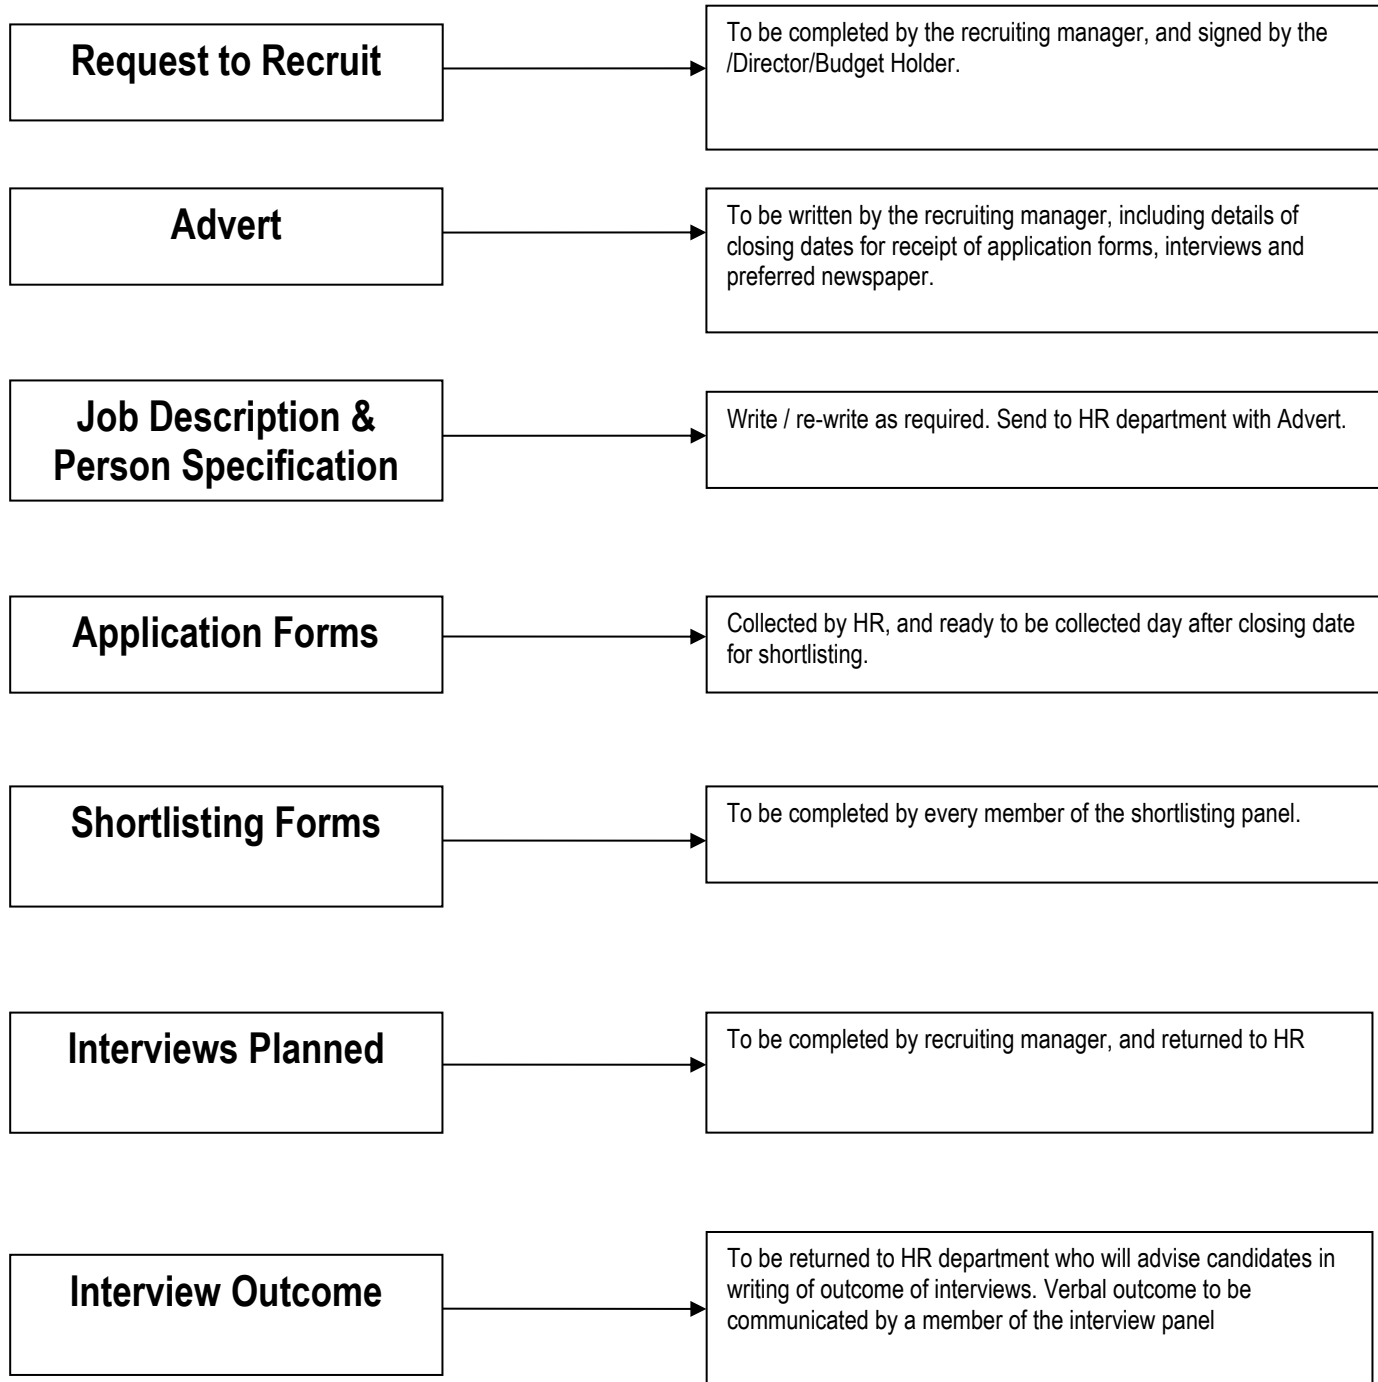 Request to Recruit
To be completed by the recruiting manager, and signed by the
/Director/Budget Holder.
Advert
To be written by the recruiting manager, including details of
closing dates for receipt of application forms, interviews and
preferred newspaper.
Job Description &
Person Specification
Write / re-write as required. Send to HR department with Advert.
Application Forms
Collected by HR, and ready to be collected day after closing date
for shortlisting.
Shortlisting Forms
To be completed by every member of the shortlisting panel.
Interviews Planned
To be completed by recruiting manager, and returned to HR
Interview Outcome
To be returned to HR department who will advise candidates in
writing of outcome of interviews. Verbal outcome to be
communicated by a member of the interview panel